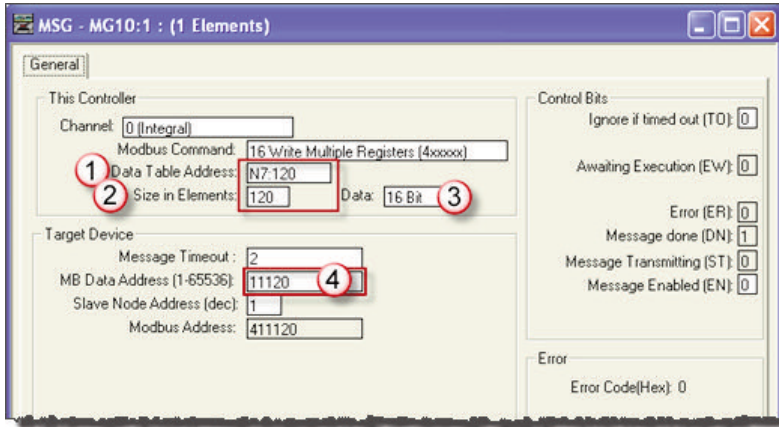 MSG - MG10:1 : (1 Elements)
General
This Controller
Channel: 0 (Integral)
Modbus Command: 16 Write Multiple Registers (4xxxxx)
1 Data Table Address: N7:120
2 Size in Elements: 120 Data: 16 Bit 3
Target Device
Message Timeout : 2
MB Data Address (1-65536): 11120 4
Slave Node Address (dec): 1
Modbus Address: 411120
Control Bits
Ignore if timed out (TO): 0
Awaiting Execution (EW): 0
Error (ER): 0
Message done (DN): 1
Message Transmitting (ST): 0
Message Enabled (EN): 0
Error
Error Code(Hex): 0